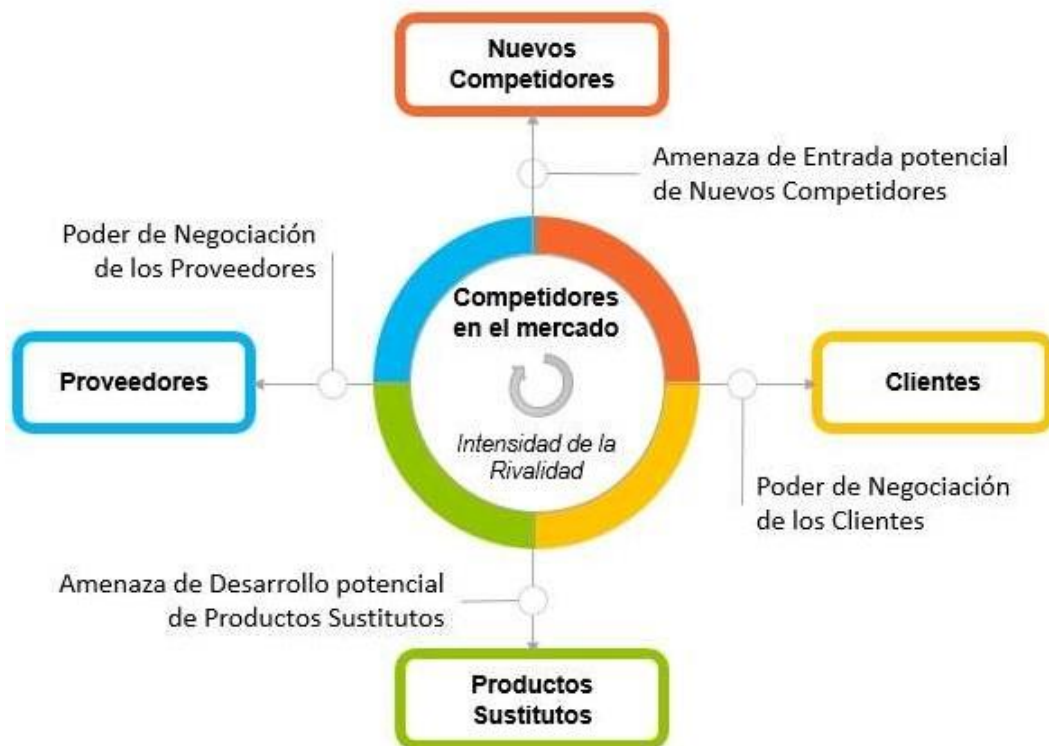 Nuevos
Competidores
Amenaza de Entrada potencial
de Nuevos Competidores
Poder de Negociación
de los Proveedores
Competidores
en el mercado
Proveedores
Clientes
Intensidad de la
Rivalidad
Poder de Negociación
de los Clientes
Amenaza de Desarrollo potencial
de Productos Sustitutos
Productos
Sustitutos